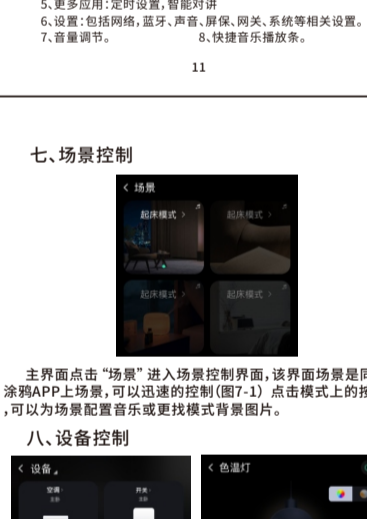 5、更多应用：定时设置，智能对讲
6、设置：包括网络，蓝牙、声音、屏保、网关、系统等相关设置。
7、音量调节。 8、快捷音乐播放条。
11
七、场景控制
< 场景
起床模式 > 起床模式 >
起床模式 > 起床模式 >
主界面点击“场景”进入场景控制界面，该界面场景是同
涂鸦APP上场景，可以迅速的控制(图7-1) 点击模式上的按
，可以为场景配置音乐或更找模式背景图片。
八、设备控制
< 设备 < 色温灯
空调 开关